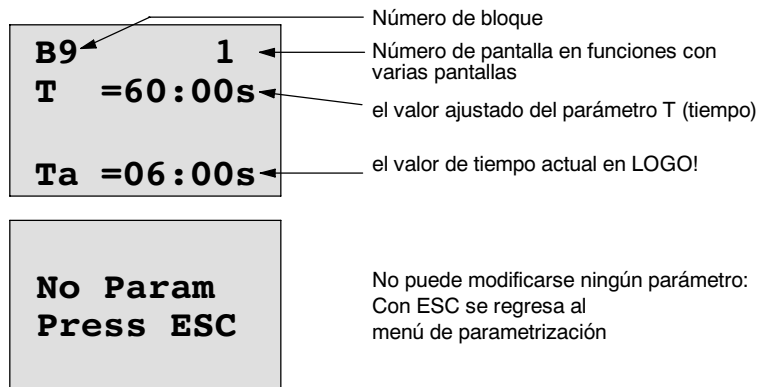 Número de bloque
B9 1
Número de pantalla en funciones con
varias pantallas
T =60:00s
el valor ajustado del parámetro T (tiempo)
Ta =06:00s
el valor de tiempo actual en LOGO!
No Param
Press ESC
No puede modificarse ningún parámetro:
Con ESC se regresa al
menú de parametrización